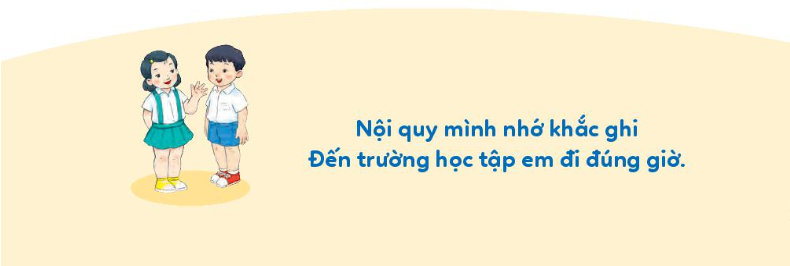 Nội quy mình nhớ khắc ghi
Đến trường học tập em đi đúng giờ.